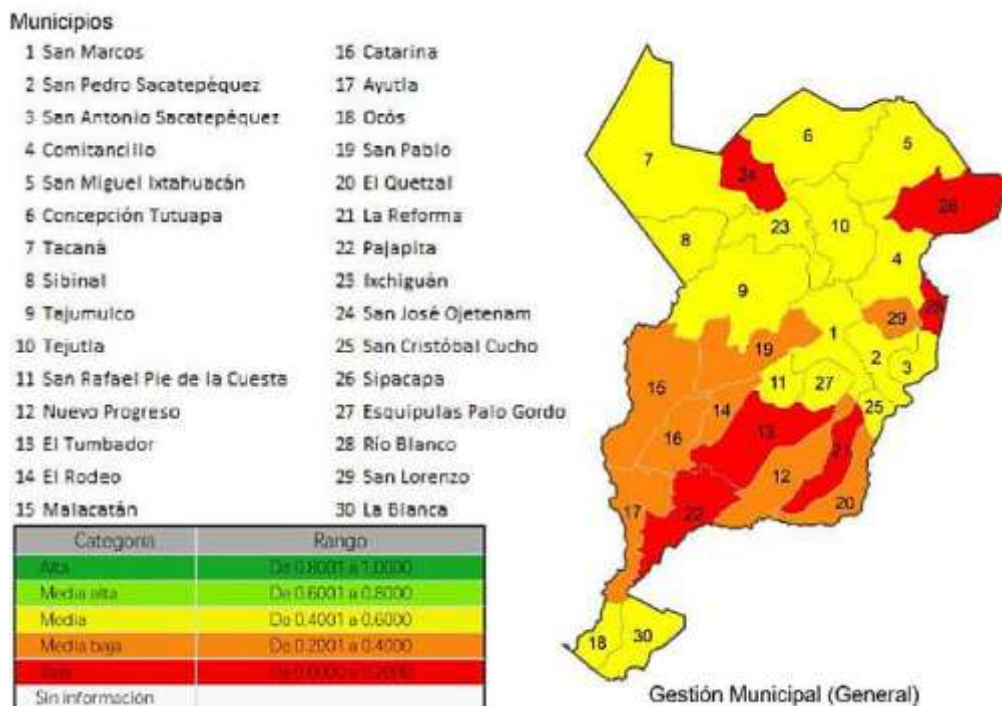 Municipios
1 San Marcos
2 San Pedro Sacatepéquez
3 San Antonio Sacatepéquez
4 Comitancillo
5 San Miguel Ixtahuacán
6 Concepción Tutuapa
7 Tacaná
8 Sibinal
9 Tajumulco
10 Tejutla
11 San Rafael Pie de la Cuesta
12 Nuevo Progreso
13 El Tumbador
14 El Rodeo
15 Malacatán
16 Catarina
17 Ayutla
18 Ocós
19 San Pablo
20 El Quetzal
21 La Reforma
22 Pajapita
23 Ixchiguán
24 San José Ojetenam
25 San Cristóbal Cucho
26 Sipacapa
27 Esquipulas Palo Gordo
28 Río Blanco
29 San Lorenzo
30 La Blanca
Categoria Rango
Alta De 0.8001 a 1.0000
Media alta De 0.6001 a 0.8000
Media De 0.4001 a 0.6000
Media baja De 0.2001 a 0.4000
Baja De 0.0000 a 0.2000
Sin información
6
5
7
24
26
23
10
8
4
9
29
28
1
19
2
3
15
11
27
14
25
16
13
21
12
20
17
22
18
30
Gestión Municipal (General)